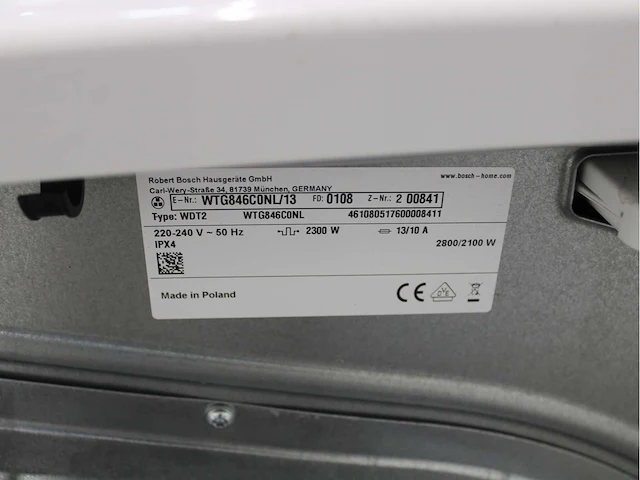 Robert Bosch Hausgeräte GmbH www.bosch-home.com
Carl-Wery-Straße 34, 81739 München, GERMANY
E-Nr.: WTG846C0NL/13 FD: 0108 Z-Nr.: 2 00841
Type: WDT2 WTG846C0NL 461080517600008411
220-240 V ~ 50 Hz 2300 W 13/10 A
IPX4 2800/2100 W
Made in Poland CE